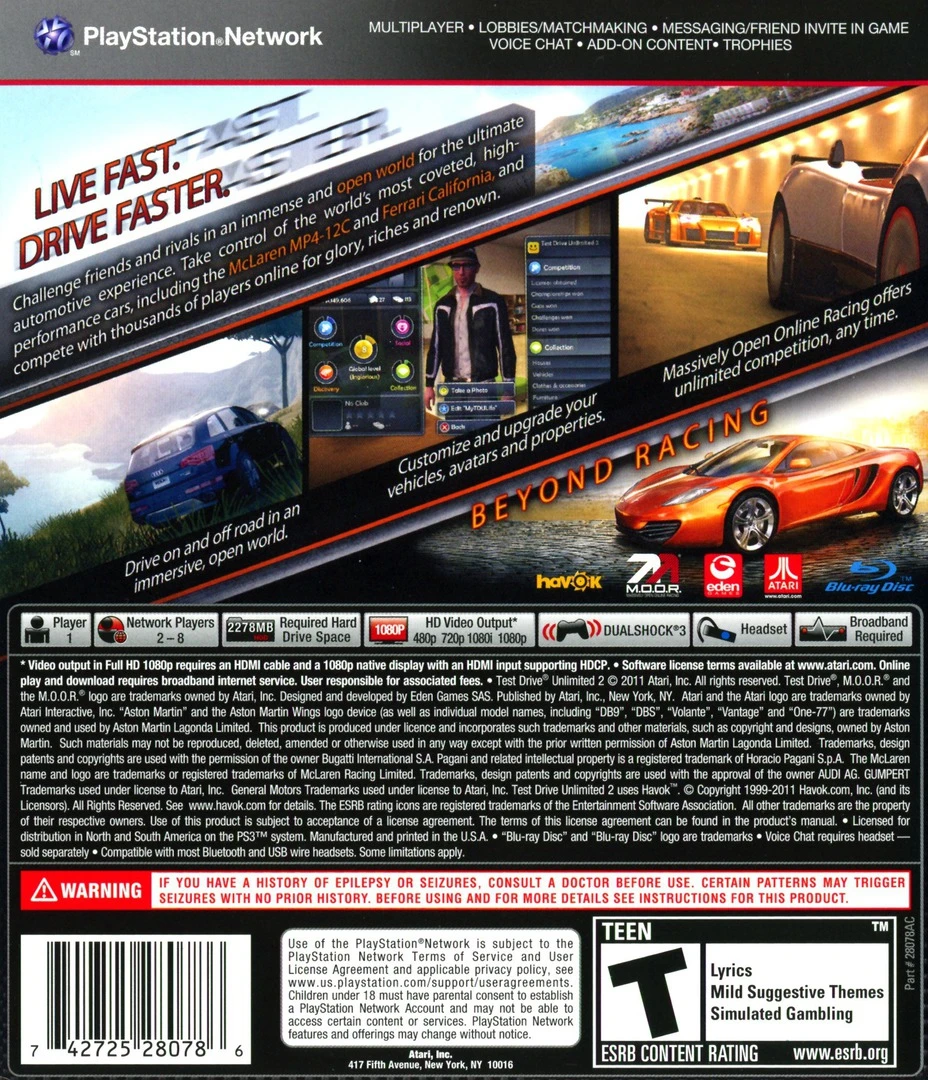 PlayStation®Network
SM
MULTIPLAYER • LOBBIES/MATCHMAKING • MESSAGING/FRIEND INVITE IN GAME
VOICE CHAT • ADD-ON CONTENT• TROPHIES
LIVE FAST.
DRIVE FASTER.
Challenge friends and rivals in an immense and open world for the ultimate
automotive experience. Take control of the world's most coveted, high-
performance cars, including the McLaren MP4-12C and Ferrari California, and
compete with thousands of players online for glory, riches and renown.
Competition
Social
Global level
Discovery
Collection
No Club
Take a Photo
Edit "MyTDULife"
Back
Test Drive Unlimited 2
Competition
Collection
Houses
Vehicles
Clothes & accessories
Furniture
Massively Open Online Racing offers
unlimited competition, any time.
Customize and upgrade your
vehicles, avatars and properties.
Drive on and off road in an
immersive, open world.
BEYOND RACING
havok
M.O.O.R.
eden
GAMES
ATARI
www.atari.com
Blu-ray Disc™
Player
1
Network Players
2 – 8
2278MB
Required Hard
Drive Space
1080P
HD Video Output*
480p 720p 1080i 1080p
DUALSHOCK®3
Headset
Broadband
Required
* Video output in Full HD 1080p requires an HDMI cable and a 1080p native display with an HDMI input supporting HDCP. • Software license terms available at www.atari.com. Online
play and download requires broadband internet service. User responsible for associated fees. • Test Drive® Unlimited 2 © 2011 Atari, Inc. All rights reserved. Test Drive®, M.O.O.R.® and
the M.O.O.R.® logo are trademarks owned by Atari, Inc. Designed and developed by Eden Games SAS. Published by Atari, Inc., New York, NY. Atari and the Atari logo are trademarks owned by
Atari Interactive, Inc. "Aston Martin" and the Aston Martin Wings logo device (as well as individual model names, including "DB9", "DBS", "Volante", "Vantage" and "One-77") are trademarks
owned and used by Aston Martin Lagonda Limited. This product is produced under licence and incorporates such trademarks and other materials, such as copyright and designs, owned by Aston
Martin. Such materials may not be reproduced, deleted, amended or otherwise used in any way except with the prior written permission of Aston Martin Lagonda Limited. Trademarks, design
patents and copyrights are used with the permission of the owner Bugatti International S.A. Pagani and related intellectual property is a registered trademark of Horacio Pagani S.p.A. The McLaren
name and logo are trademarks or registered trademarks of McLaren Racing Limited. Trademarks, design patents and copyrights are used with the approval of the owner AUDI AG. GUMPERT
Trademarks used under license to Atari, Inc. General Motors Trademarks used under license to Atari, Inc. Test Drive Unlimited 2 uses Havok™. © Copyright 1999-2011 Havok.com, Inc. (and its
Licensors). All Rights Reserved. See www.havok.com for details. The ESRB rating icons are registered trademarks of the Entertainment Software Association. All other trademarks are the property
of their respective owners. Use of this product is subject to acceptance of a license agreement. The terms of this license agreement can be found in the product's manual. • Licensed for
distribution in North and South America on the PS3™ system. Manufactured and printed in the U.S.A. • "Blu-ray Disc" and "Blu-ray Disc" logo are trademarks • Voice Chat requires headset —
sold separately • Compatible with most Bluetooth and USB wire headsets. Some limitations apply.
WARNING
IF YOU HAVE A HISTORY OF EPILEPSY OR SEIZURES, CONSULT A DOCTOR BEFORE USE. CERTAIN PATTERNS MAY TRIGGER
SEIZURES WITH NO PRIOR HISTORY. BEFORE USING AND FOR MORE DETAILS SEE INSTRUCTIONS FOR THIS PRODUCT.
7 42725 28078 6
Use of the PlayStation®Network is subject to the
PlayStation Network Terms of Service and User
License Agreement and applicable privacy policy, see
www.us.playstation.com/support/useragreements.
Children under 18 must have parental consent to establish
a PlayStation Network Account and may not be able to
access certain content or services. PlayStation Network
features and offerings may change without notice.
Atari, Inc.
417 Fifth Avenue, New York, NY 10016
TEEN
TM
T
Lyrics
Mild Suggestive Themes
Simulated Gambling
ESRB CONTENT RATING www.esrb.org
Part # 28078AC